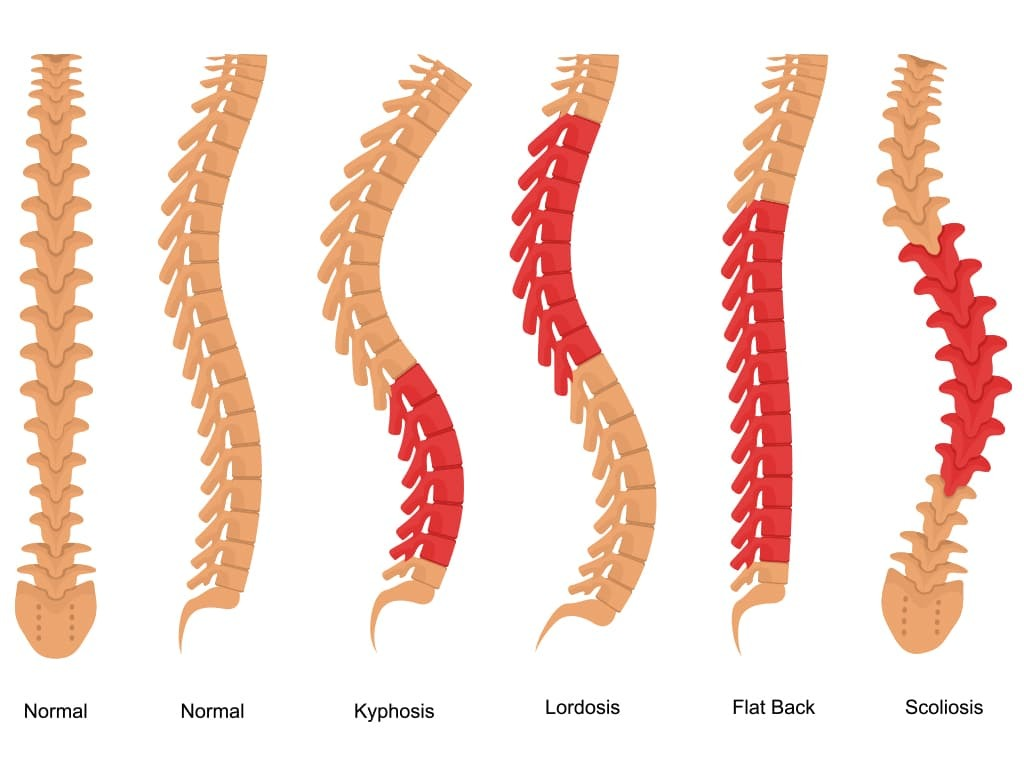 Normal
Normal
Kyphosis
Lordosis
Flat Back
Scoliosis